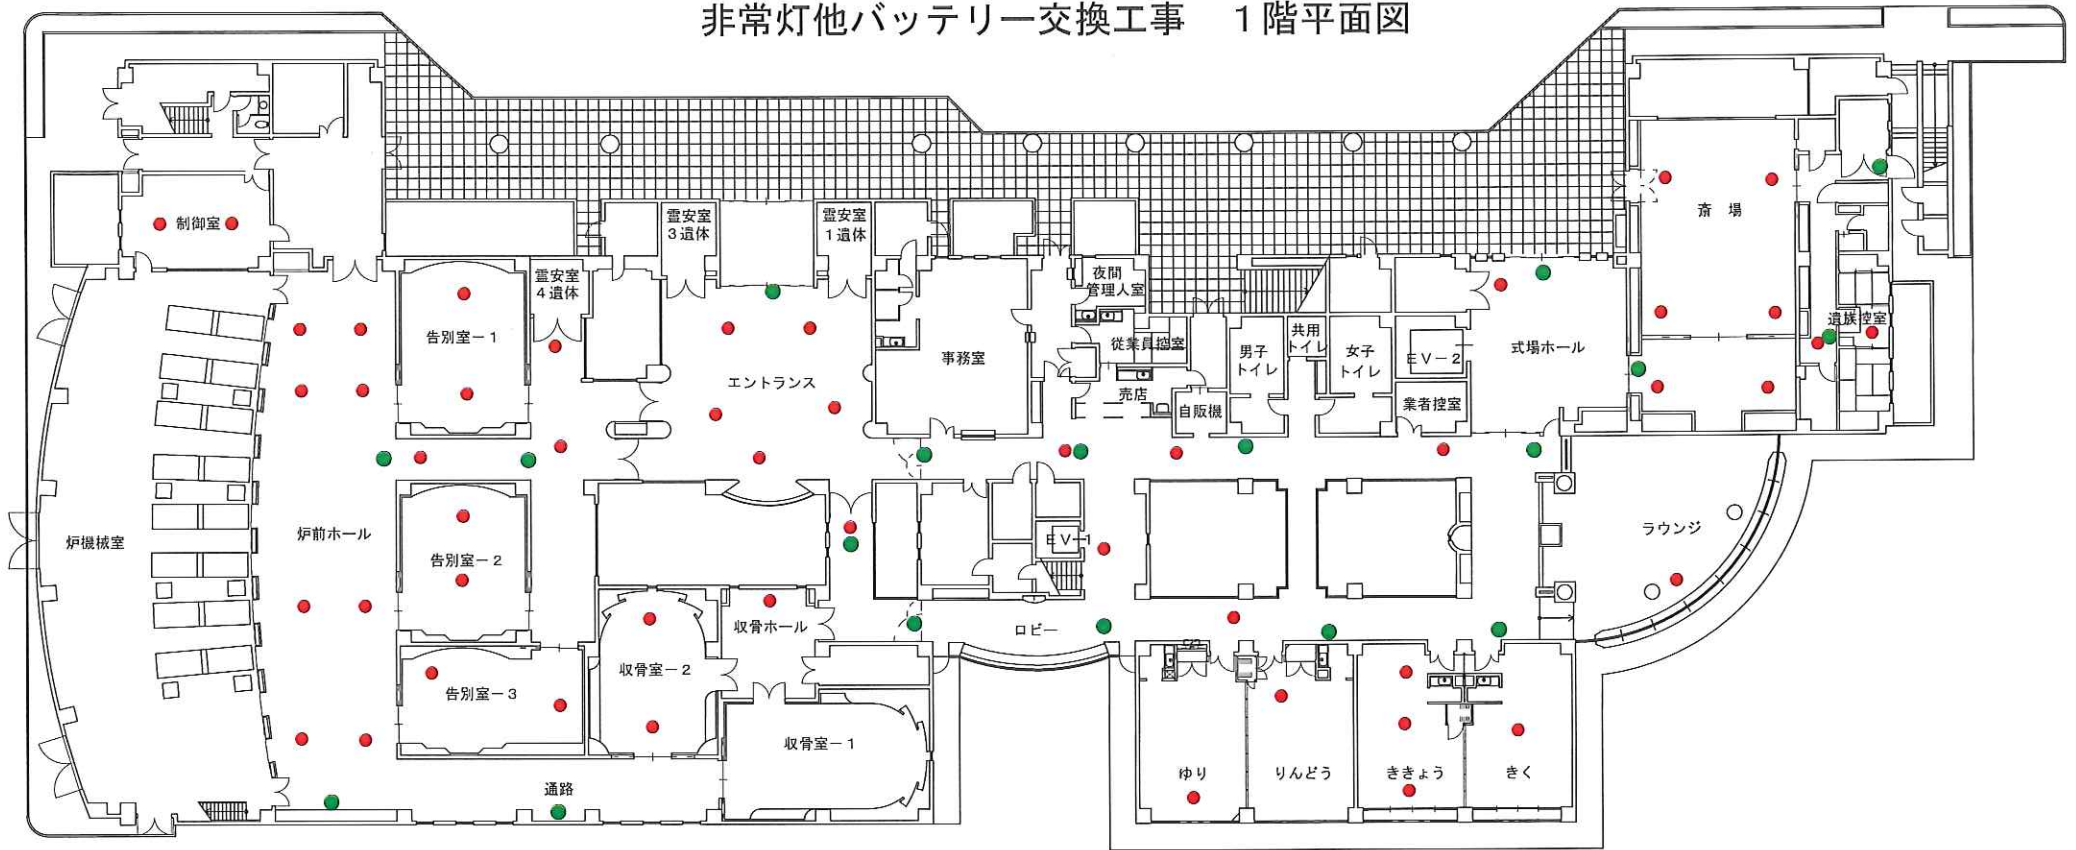 非常灯他バッテリー交換工事　１階平面図
制御室
霊安室
３遺体
霊安室
１遺体
斎　場
霊安室
４遺体
夜間
管理人室
告別室－１
遺族控室
従業員控室
男子
トイレ
共用
トイレ
女子
トイレ
ＥＶ－２
式場ホール
事務室
エントランス
売店
自販機
業者控室
炉機械室
炉前ホール
告別室－２
ＥＶ－１
ラウンジ
収骨ホール
ロビー
収骨室－２
告別室－３
収骨室－１
ゆり
りんどう
ききょう
きく
通路